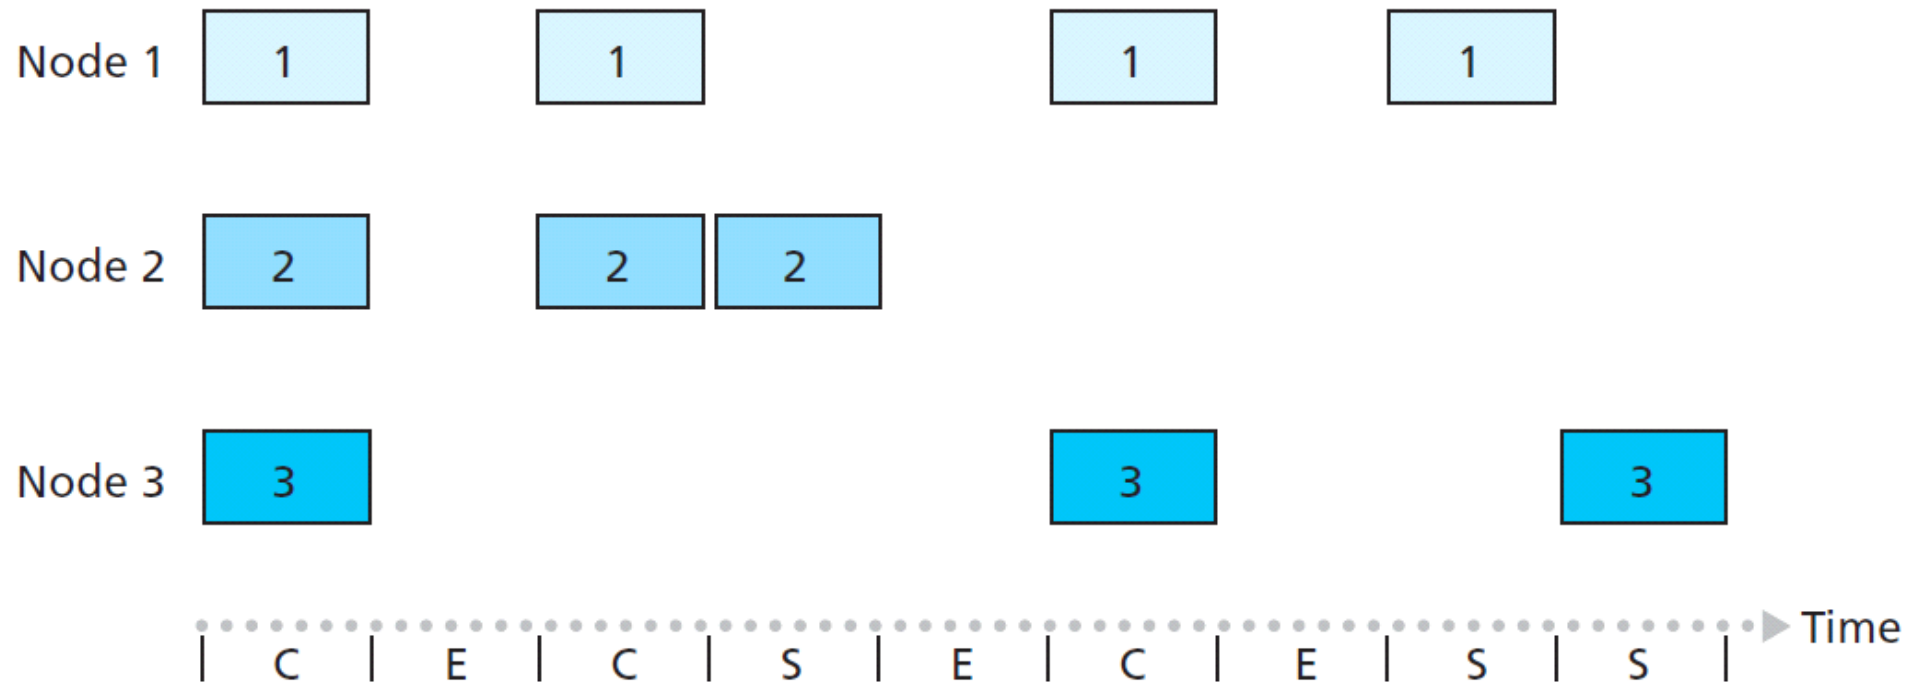 Node 1 1 1 1 1
Node 2 2 2 2
Node 3 3 3 3
Time
C E C S E C E S S